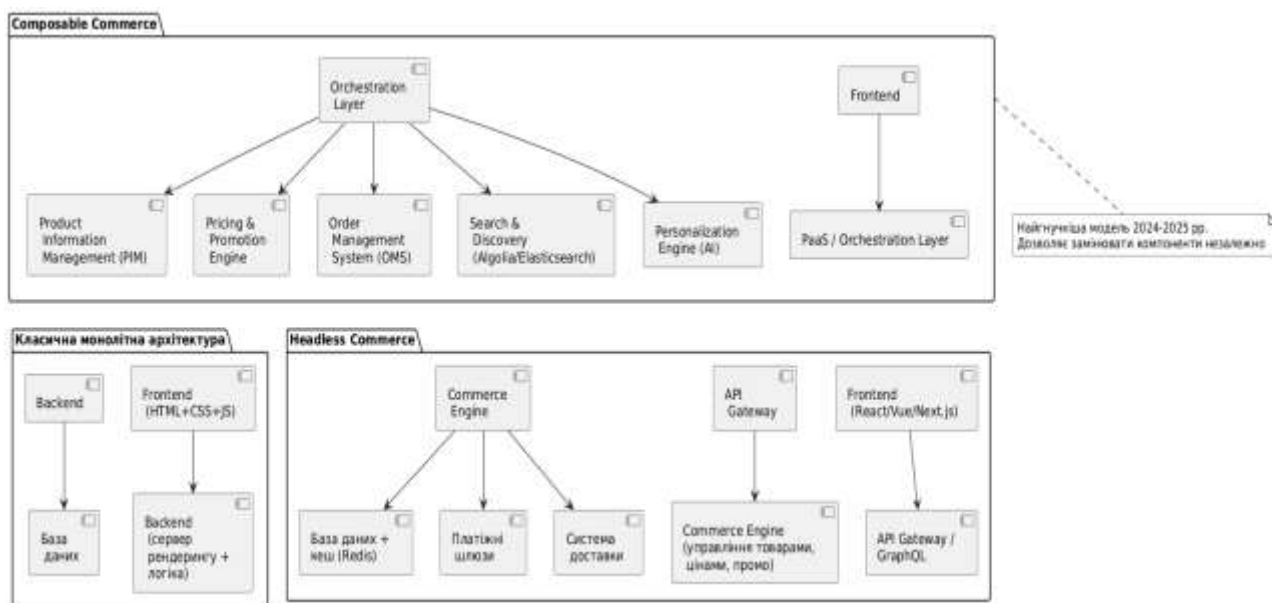 Composable Commerce
Orchestration
Layer
Frontend
Product
Information
Management (PIM)
Pricing &
Promotion
Engine
Order
Management
System (OMS)
Search &
Discovery
(Algolia/Elasticsearch)
Personalization
Engine (AI)
PaaS / Orchestration Layer
Найгнучкіша модель 2024-2025 рр.
Дозволяє замінювати компоненти незалежно
Класична монолітна архітектура
Backend
Frontend
(HTML+CSS+JS)
База
даних
Backend
(сервер
рендерингу +
логіка)
Headless Commerce
Commerce
Engine
API
Gateway
Frontend
(React/Vue/Next.js)
База даних +
кеш (Redis)
Платіжні
шлюзи
Система
доставки
Commerce Engine
(управління товарами,
цінами, промо)
API Gateway /
GraphQL